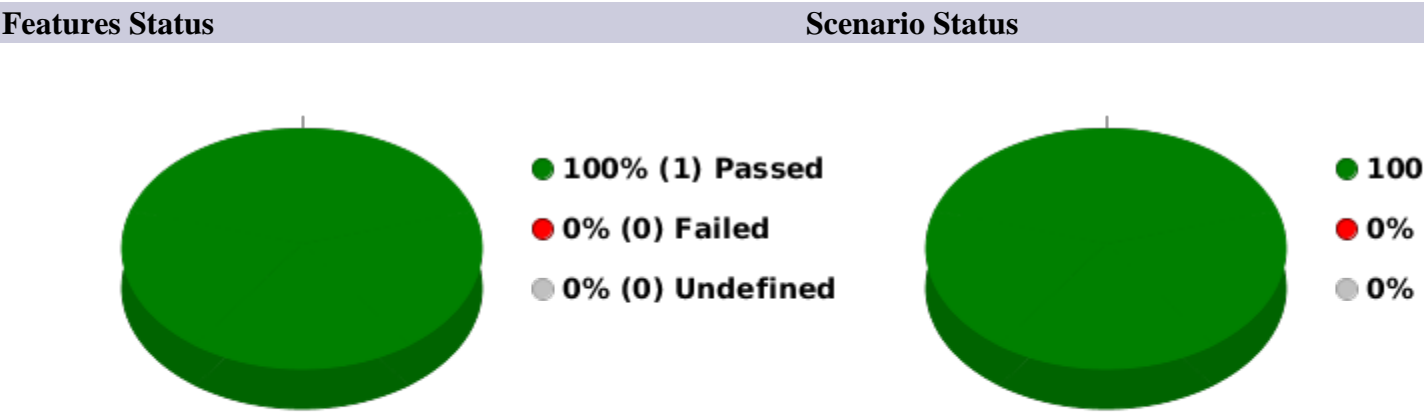 Features Status
Scenario Status
100% (1) Passed
0% (0) Failed
0% (0) Undefined
100
0%
0%